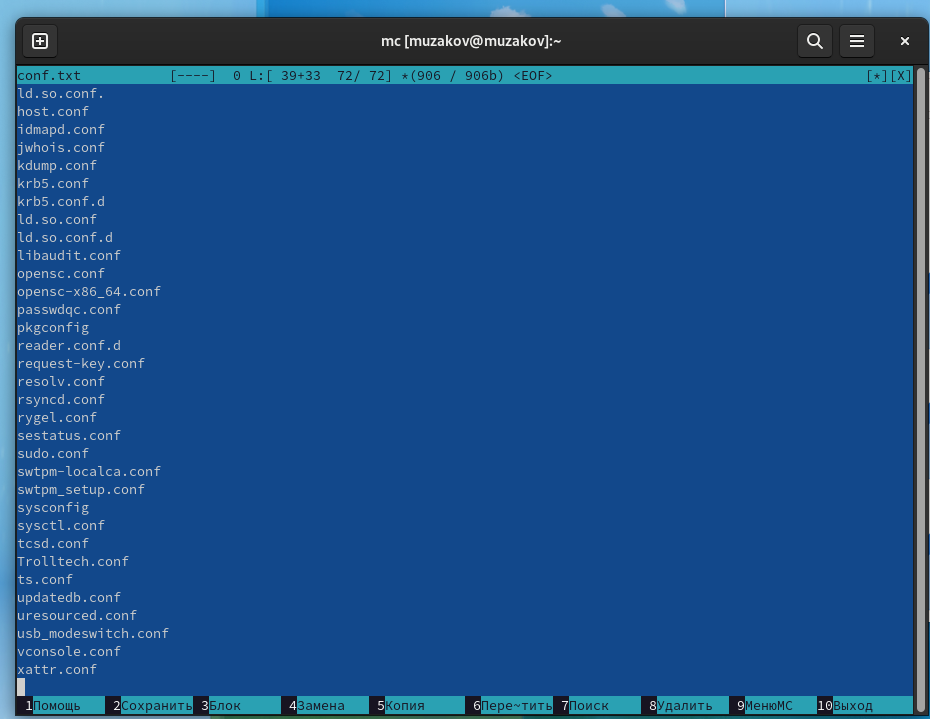 mc [muzakov@muzakov]:~
conf.txt [----] 0 L:[ 39+33 72/ 72] *(906 / 906b) <EOF> [*][X]
ld.so.conf.
host.conf
idmapd.conf
jwhois.conf
kdump.conf
krb5.conf
krb5.conf.d
ld.so.conf
ld.so.conf.d
libaudit.conf
opensc.conf
opensc-x86_64.conf
passwdqc.conf
pkgconfig
reader.conf.d
request-key.conf
resolv.conf
rsyncd.conf
rygel.conf
sestatus.conf
sudo.conf
swtpm-localca.conf
swtpm_setup.conf
sysconfig
sysctl.conf
tcsd.conf
Trolltech.conf
ts.conf
updatedb.conf
uresourced.conf
usb_modeswitch.conf
vconsole.conf
xattr.conf
1Помощь 2Сохранить 3Блок 4Замена 5Копия 6Пере~тить 7Поиск 8Удалить 9МенюМС 10Выход